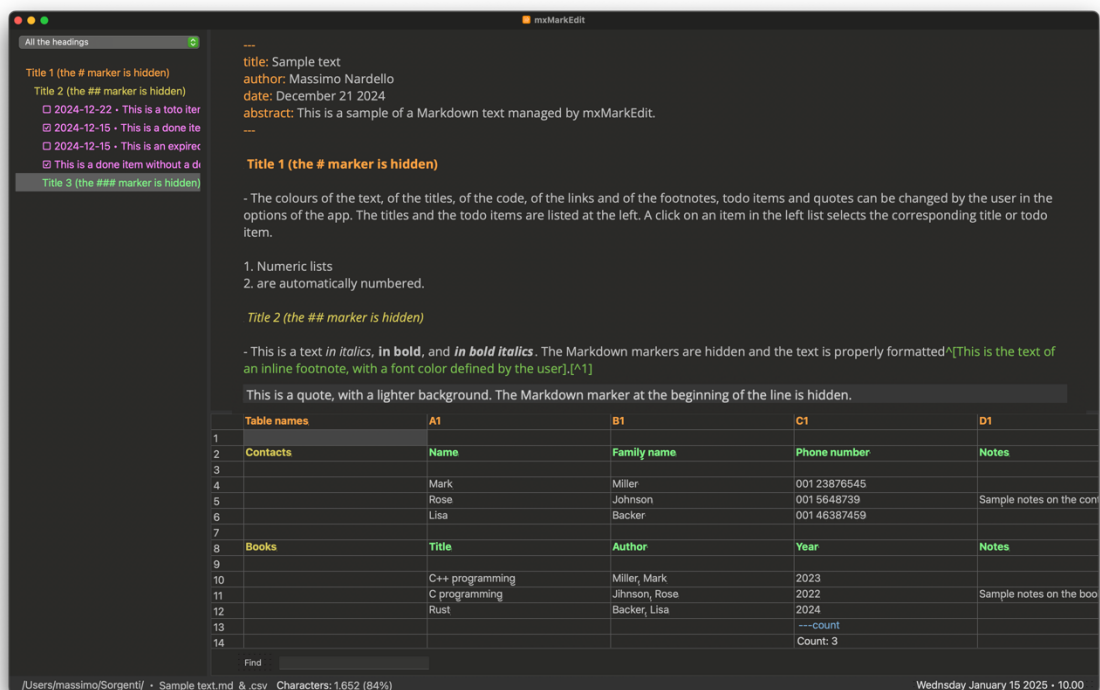 mxMarkEdit
All the headings
Title 1 (the # marker is hidden)
Title 2 (the ## marker is hidden)
☐ 2024-12-22 • This is a toto iter
☑ 2024-12-15 • This is a done ite
☐ 2024-12-15 • This is an expired
☑ This is a done item without a d
Title 3 (the ### marker is hidden)
---
title: Sample text
author: Massimo Nardello
date: December 21 2024
abstract: This is a sample of a Markdown text managed by mxMarkEdit.
---
Title 1 (the # marker is hidden)
- The colours of the text, of the titles, of the code, of the links and of the footnotes, todo items and quotes can be changed by the user in the
options of the app. The titles and the todo items are listed at the left. A click on an item in the left list selects the corresponding title or todo
item.
1. Numeric lists
2. are automatically numbered.
Title 2 (the ## marker is hidden)
- This is a text in italics, in bold, and in bold italics. The Markdown markers are hidden and the text is properly formatted^[This is the text of
an inline footnote, with a font color defined by the user].[^1]
This is a quote, with a lighter background. The Markdown marker at the beginning of the line is hidden.
Table names A1 B1 C1 D1
1
2 Contacts Name Family name Phone number Notes
3
4 Mark Miller 001 23876545
5 Rose Johnson 001 5648739 Sample notes on the con
6 Lisa Backer 001 46387459
7
8 Books Title Author Year Notes
9
10 C++ programming Miller, Mark 2023
11 C programming Jihnson, Rose 2022 Sample notes on the boo
12 Rust Backer, Lisa 2024
13 ---count
14 Count: 3
Find
/Users/massimo/Sorgenti/ • Sample text.md & .csv Characters: 1.652 (84%) Wednsday January 15 2025 • 10.00